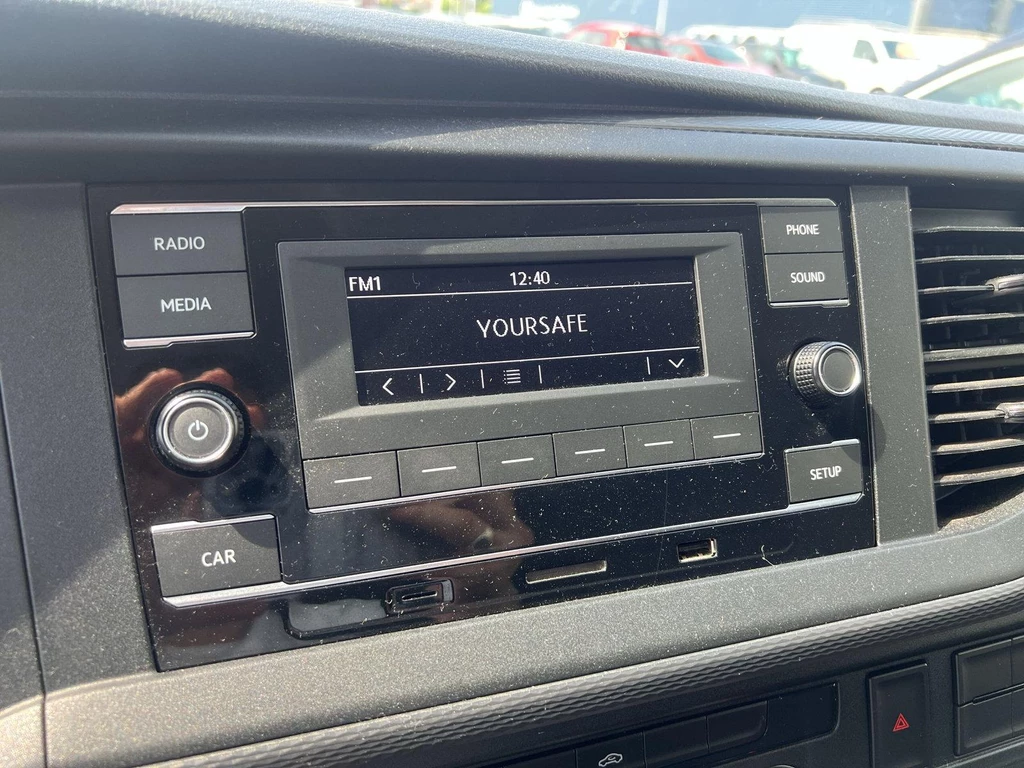 RADIO
MEDIA
FM1 12:40
YOURSAFE
PHONE
SOUND
SETUP
CAR